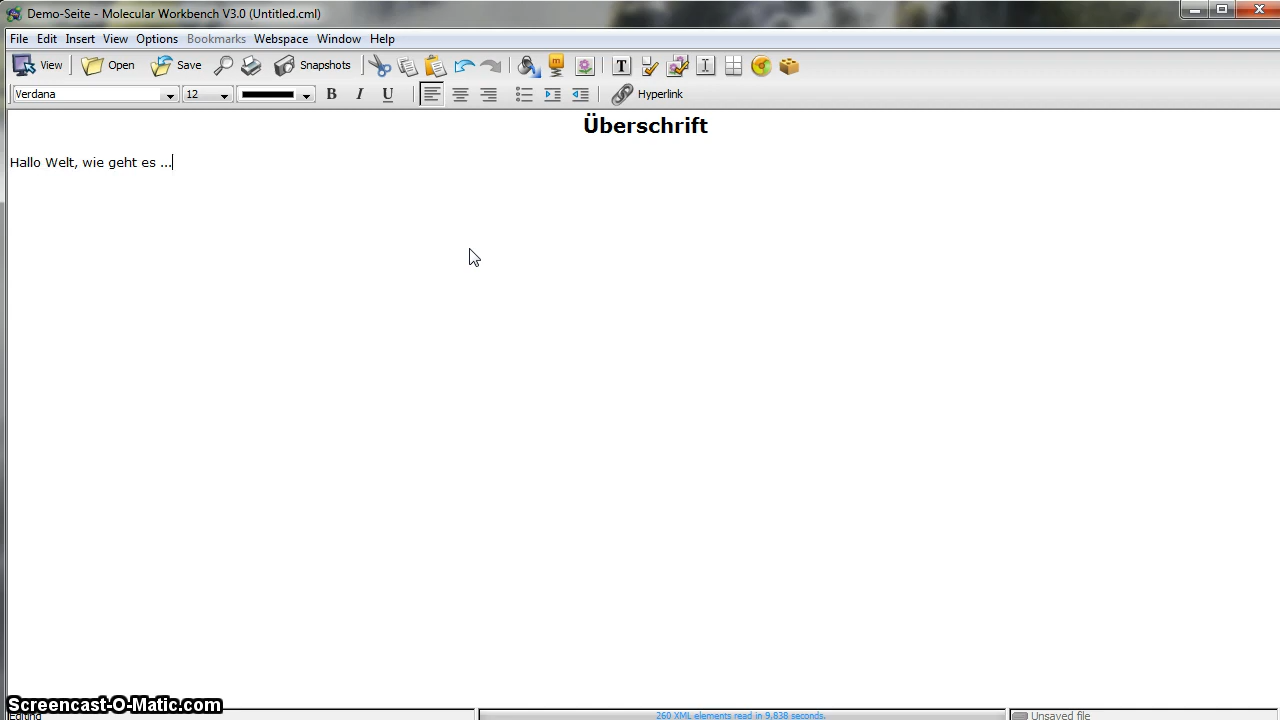 Demo-Seite - Molecular Workbench V3.0 (Untitled.cml)
File Edit Insert View Options Bookmarks Webspace Window Help
View Open Save Snapshots T
Verdana 12 B I U Hyperlink
Überschrift
Hallo Welt, wie geht es ...
Screencast-O-Matic.com
Editing 260 XML elements read in 9,838 seconds. Unsaved file